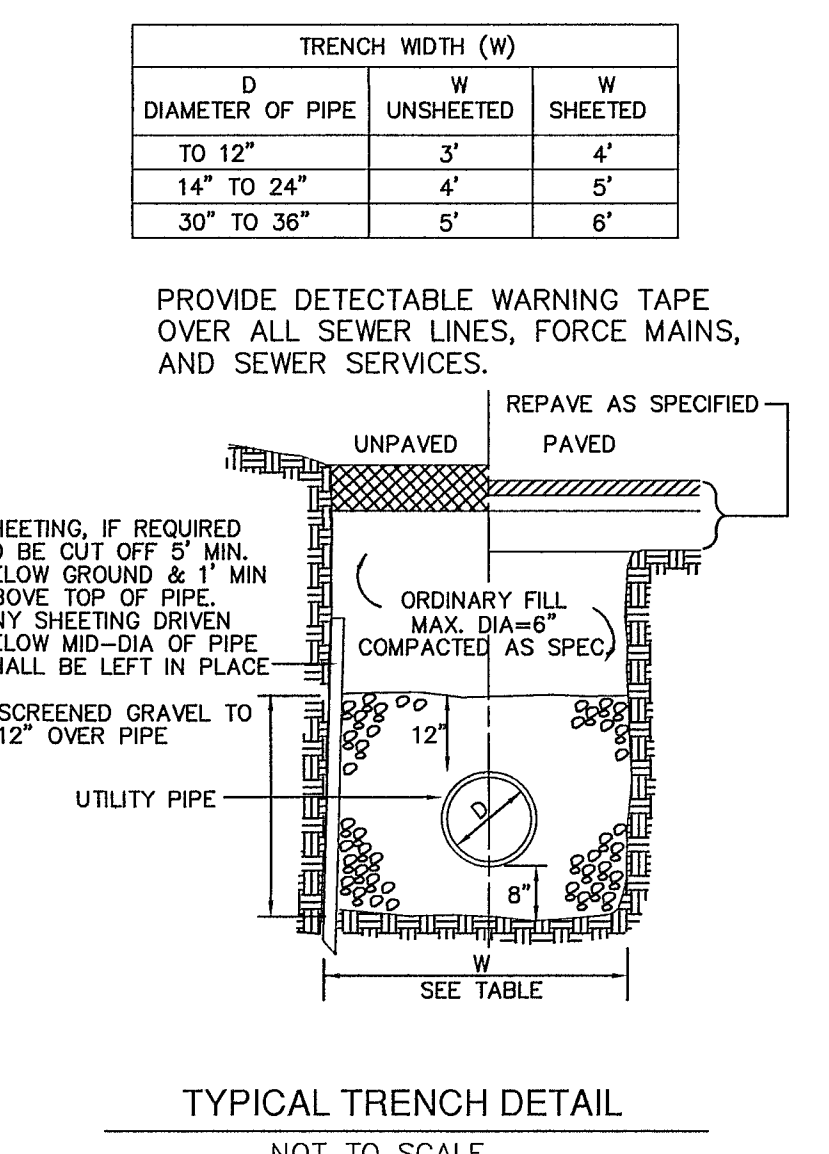 TRENCH WIDTH (W)
D
DIAMETER OF PIPE
W
UNSHEETED
W
SHEETED
TO 12" 3' 4'
14" TO 24" 4' 5'
30" TO 36" 5' 6'
PROVIDE DETECTABLE WARNING TAPE
OVER ALL SEWER LINES, FORCE MAINS,
AND SEWER SERVICES.
REPAVE AS SPECIFIED
UNPAVED PAVED
HEETING, IF REQUIRED
O BE CUT OFF 5' MIN.
ELOW GROUND & 1' MIN
BOVE TOP OF PIPE.
NY SHEETING DRIVEN
ELOW MID-DIA OF PIPE
HALL BE LEFT IN PLACE
ORDINARY FILL
MAX. DIA=6"
COMPACTED AS SPEC.
SCREENED GRAVEL TO
12" OVER PIPE
12"
UTILITY PIPE
D
8"
W
SEE TABLE
TYPICAL TRENCH DETAIL
NOT TO SCALE